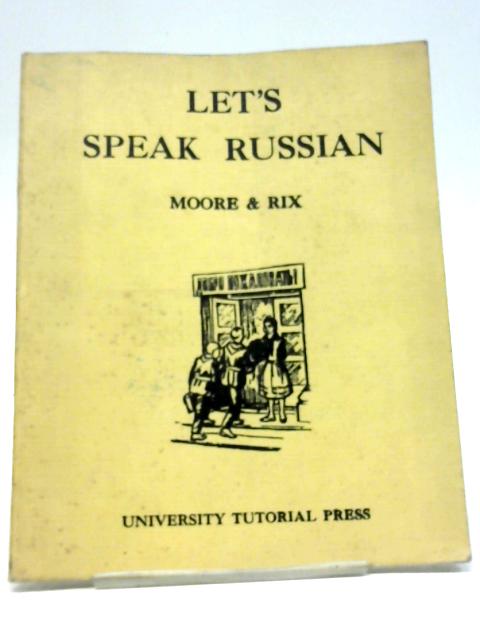 LET'S
SPEAK RUSSIAN
MOORE & RIX
UNIVERSITY TUTORIAL PRESS